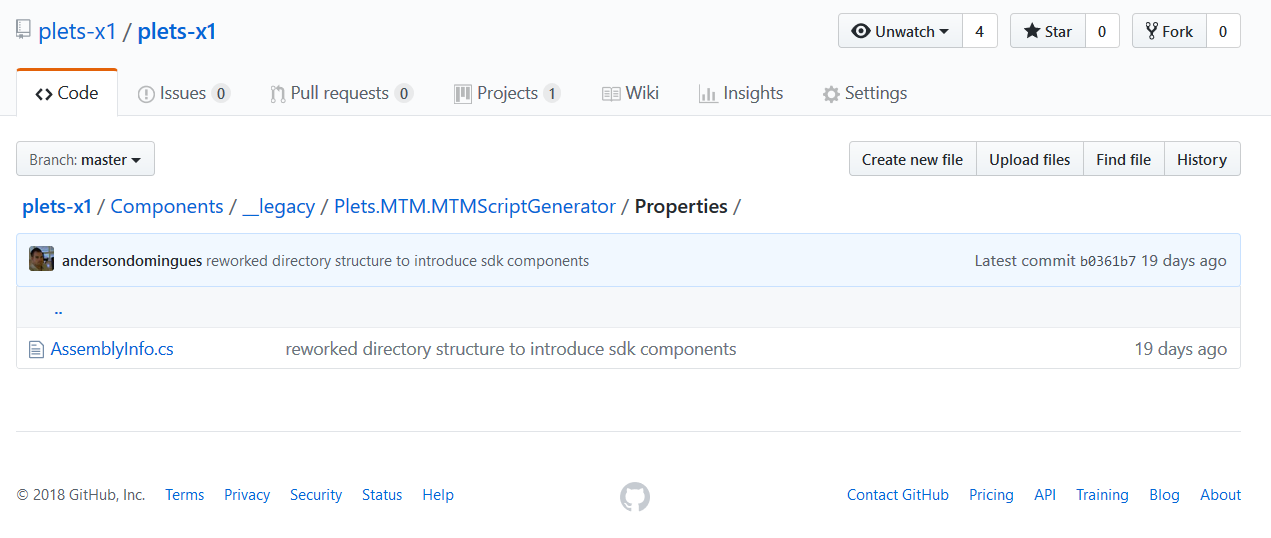 plets-x1 / plets-x1 Unwatch 4 Star 0 Fork 0
Code Issues 0 Pull requests 0 Projects 1 Wiki Insights Settings
Branch: master Create new file Upload files Find file History
plets-x1 / Components / __legacy / Plets.MTM.MTMScriptGenerator / Properties /
andersondomingues reworked directory structure to introduce sdk components Latest commit b0361b7 19 days ago
..
AssemblyInfo.cs reworked directory structure to introduce sdk components 19 days ago
© 2018 GitHub, Inc. Terms Privacy Security Status Help Contact GitHub Pricing API Training Blog About